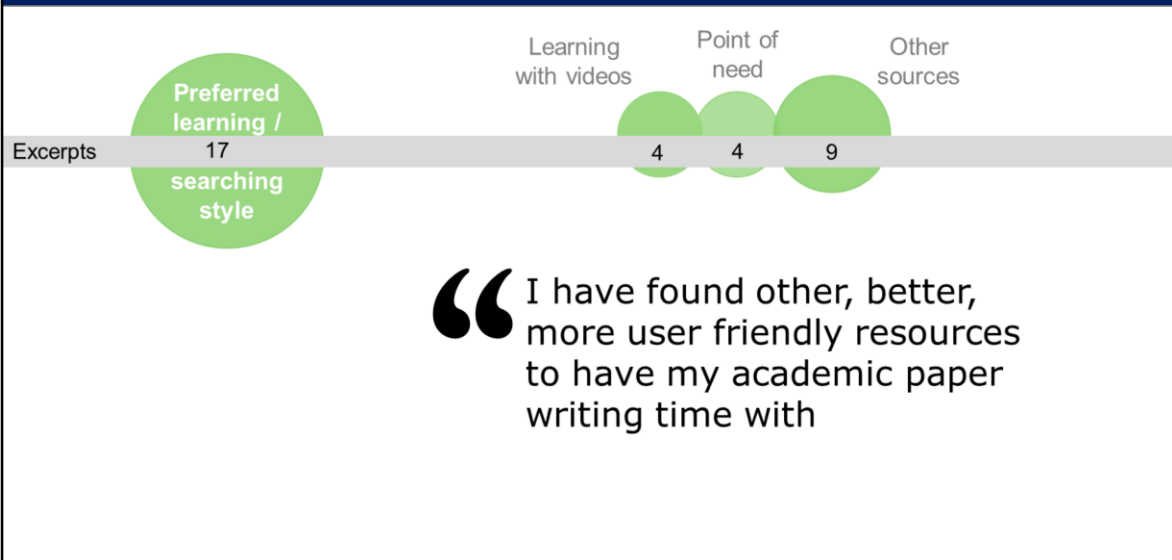 Learning
with videos
Point of
need
Other
sources
Preferred
learning /
Excerpts 17 4 4 9
searching
style
“I have found other, better,
more user friendly resources
to have my academic paper
writing time with